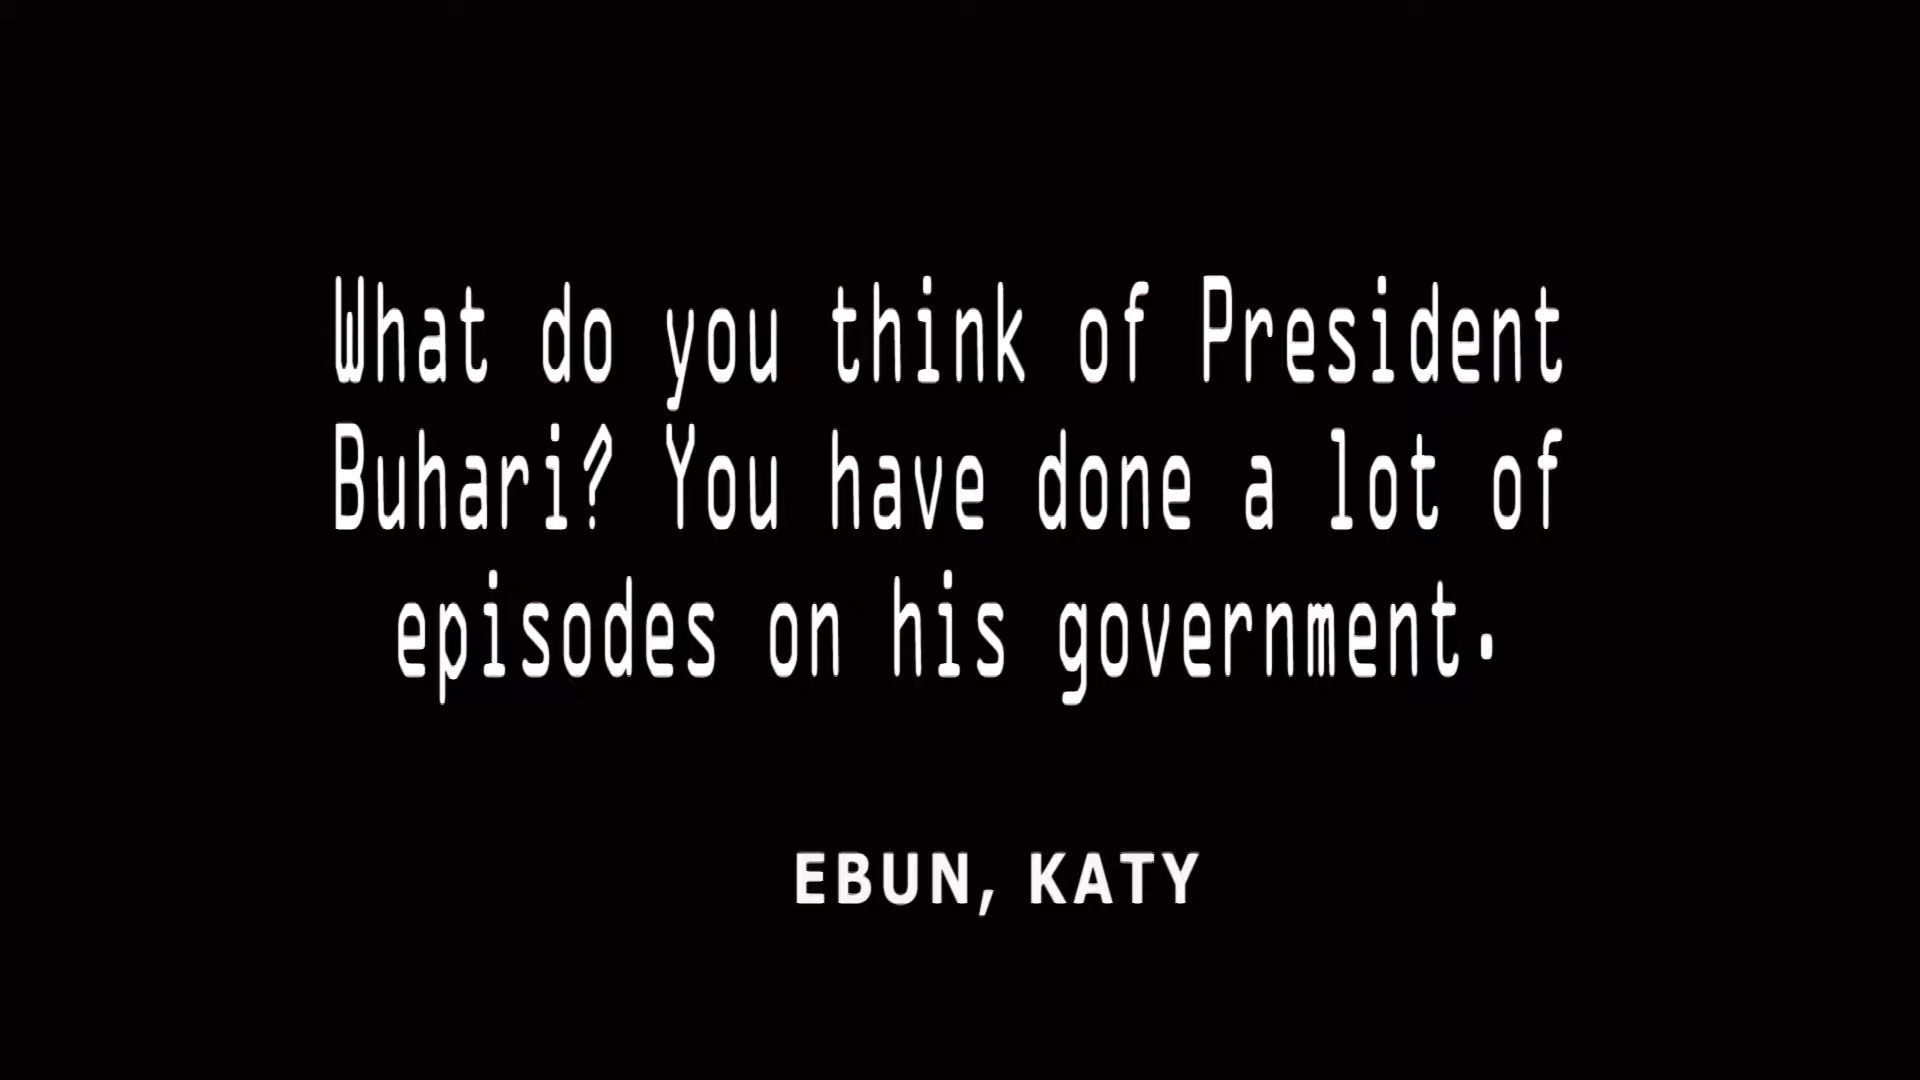 What do you think of President
Buhari? You have done a lot of
episodes on his government.
EBUN, KATY